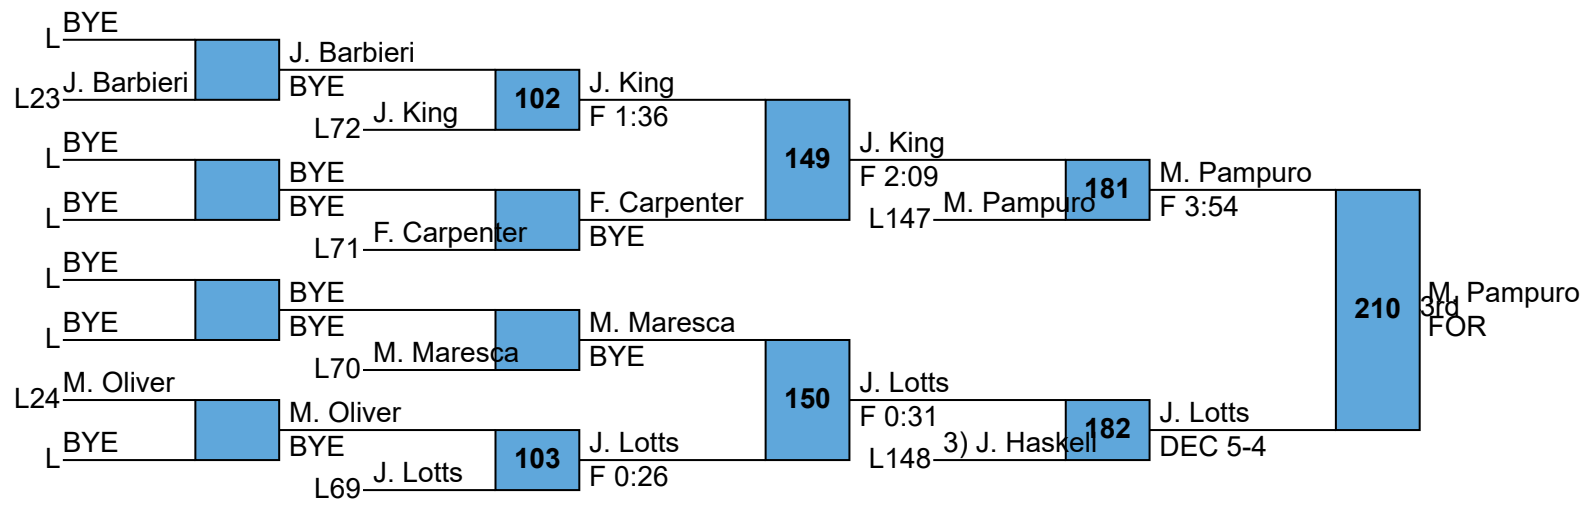 BYE
L
J. Barbieri
L23
J. Barbieri
BYE
J. King
L72
102
J. King
F 1:36
BYE
L
BYE
L
BYE
BYE
F. Carpenter
L71
F. Carpenter
BYE
149
J. King
F 2:09
M. Pampuro
L147
181
M. Pampuro
F 3:54
BYE
L
BYE
L
BYE
BYE
M. Maresca
L70
M. Maresca
BYE
M. Oliver
L24
BYE
L
M. Oliver
BYE
J. Lotts
L69
103
J. Lotts
F 0:26
150
J. Lotts
F 0:31
3) J. Haskell
L148
182
J. Lotts
DEC 5-4
210
M. Pampuro
3rd
FOR